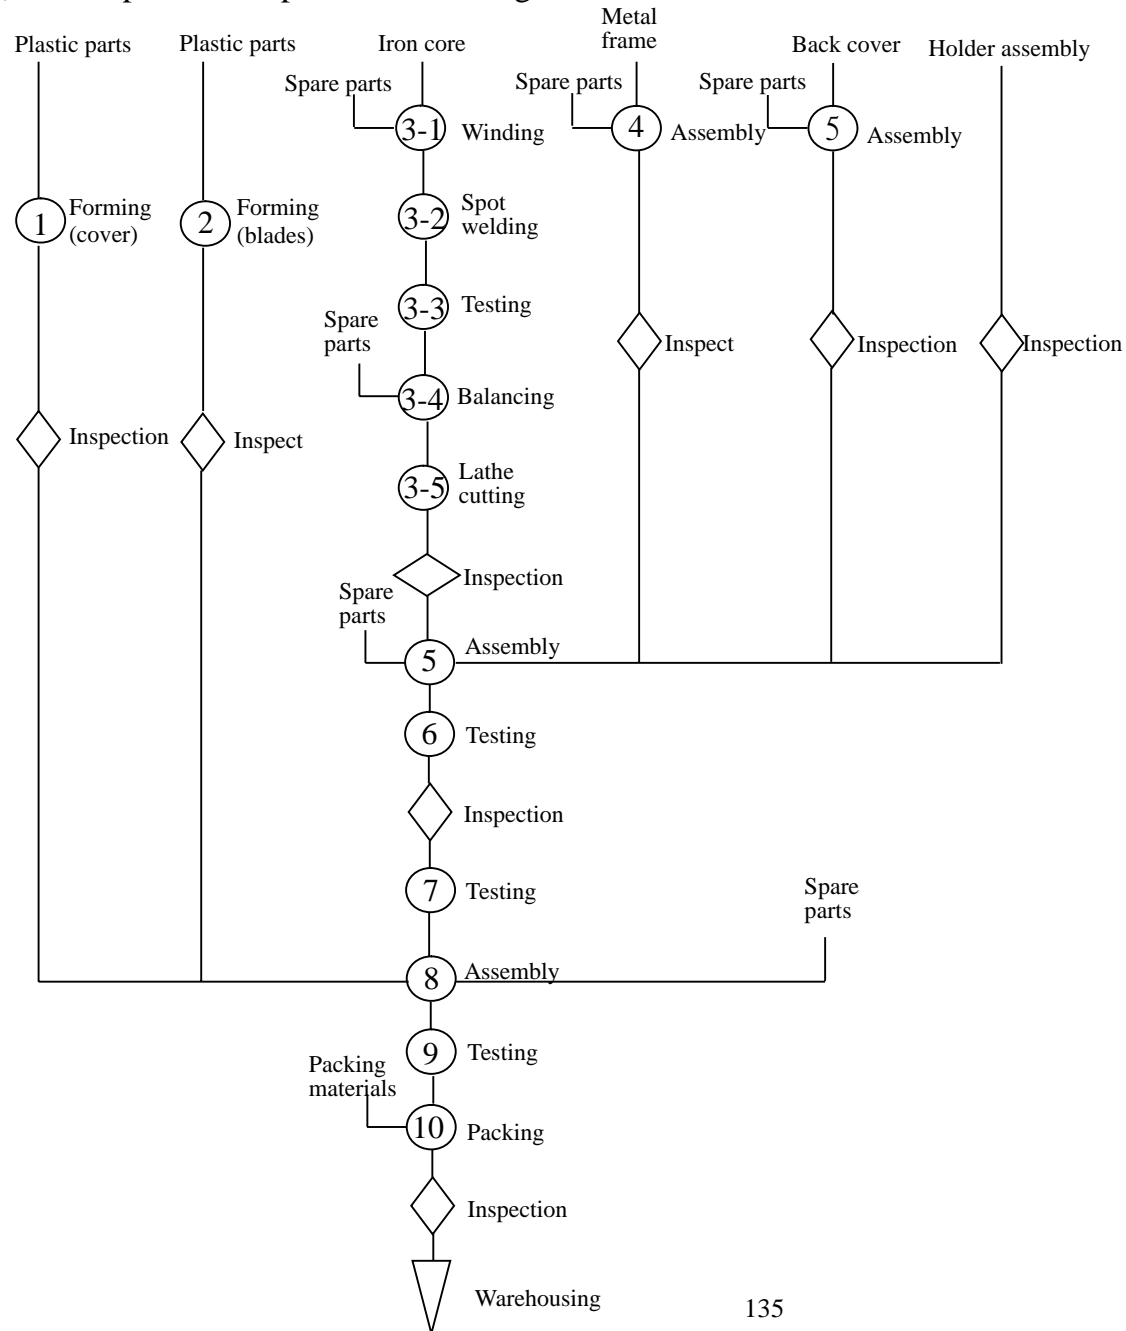 Metal
frame
Plastic parts
Plastic parts
Iron core
Back cover
Holder assembly
Spare parts
Spare parts
Spare parts
3-1
Winding
4
Assembly
5
Assembly
1
Forming
(cover)
2
Forming
(blades)
3-2
Spot
welding
3-3
Testing
Spare
parts
Inspect
Inspection
Inspection
3-4
Balancing
Inspection
Inspect
3-5
Lathe
cutting
Inspection
Spare
parts
5
Assembly
6
Testing
Inspection
7
Testing
Spare
parts
8
Assembly
9
Testing
Packing
materials
10
Packing
Inspection
Warehousing
135